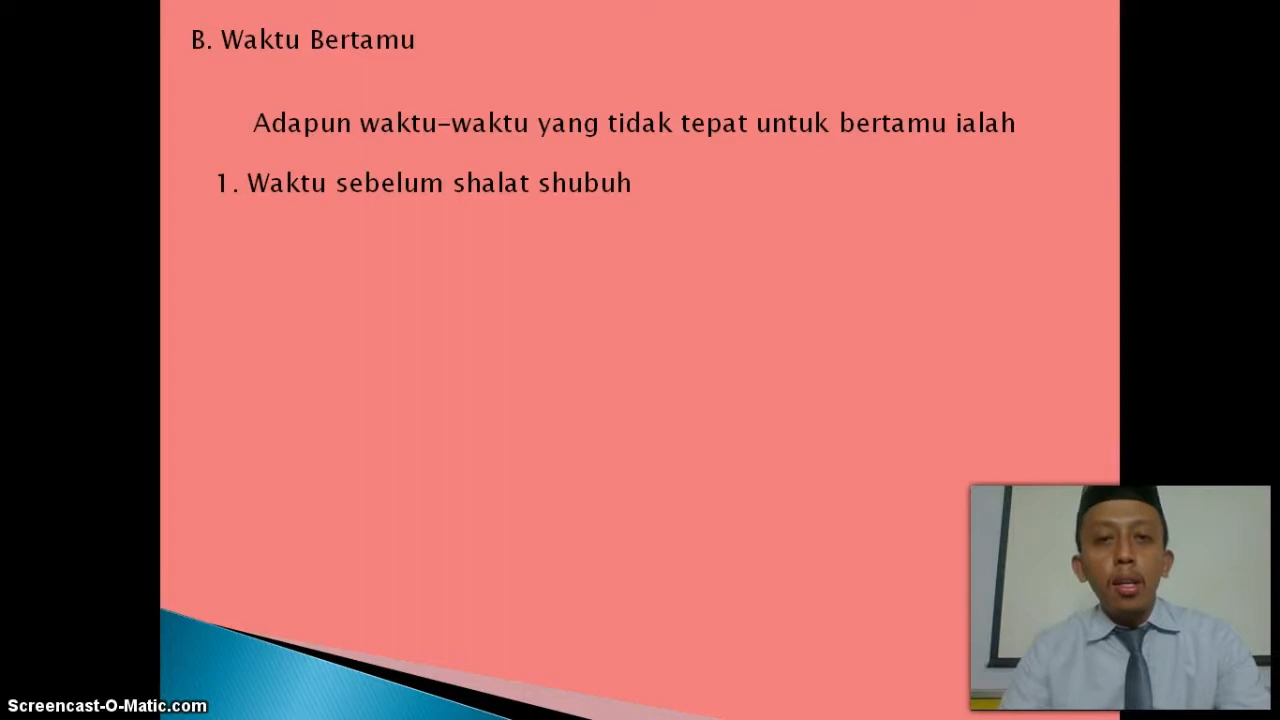 B. Waktu Bertamu
Adapun waktu-waktu yang tidak tepat untuk bertamu ialah
1. Waktu sebelum shalat shubuh
Screencast-O-Matic.com